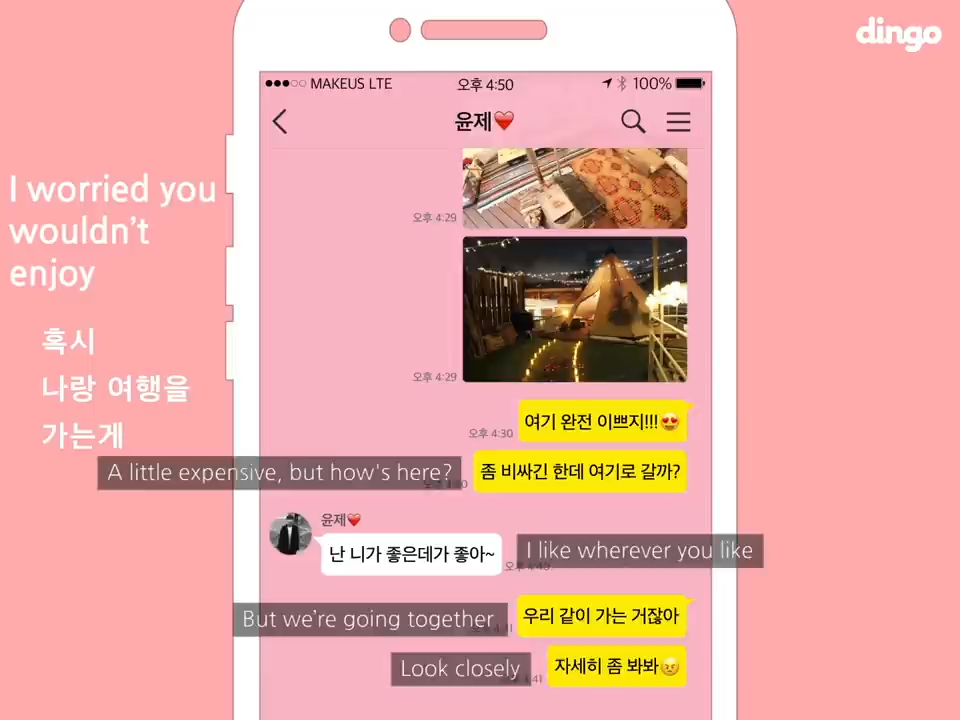 dingo
MAKEUS LTE
오후 4:50
100%
윤제❤️
오후 4:29
오후 4:29
I worried you
wouldn't
enjoy
혹시
나랑 여행을
가는게
여기 완전 이쁘지!!!😍
오후 4:30
A little expensive, but how's here?
좀 비싸긴 한데 여기로 갈까?
윤제❤️
난 니가 좋은데가 좋아~
I like wherever you like
But we're going together
우리 같이 가는 거잖아
Look closely
자세히 좀 봐봐😠